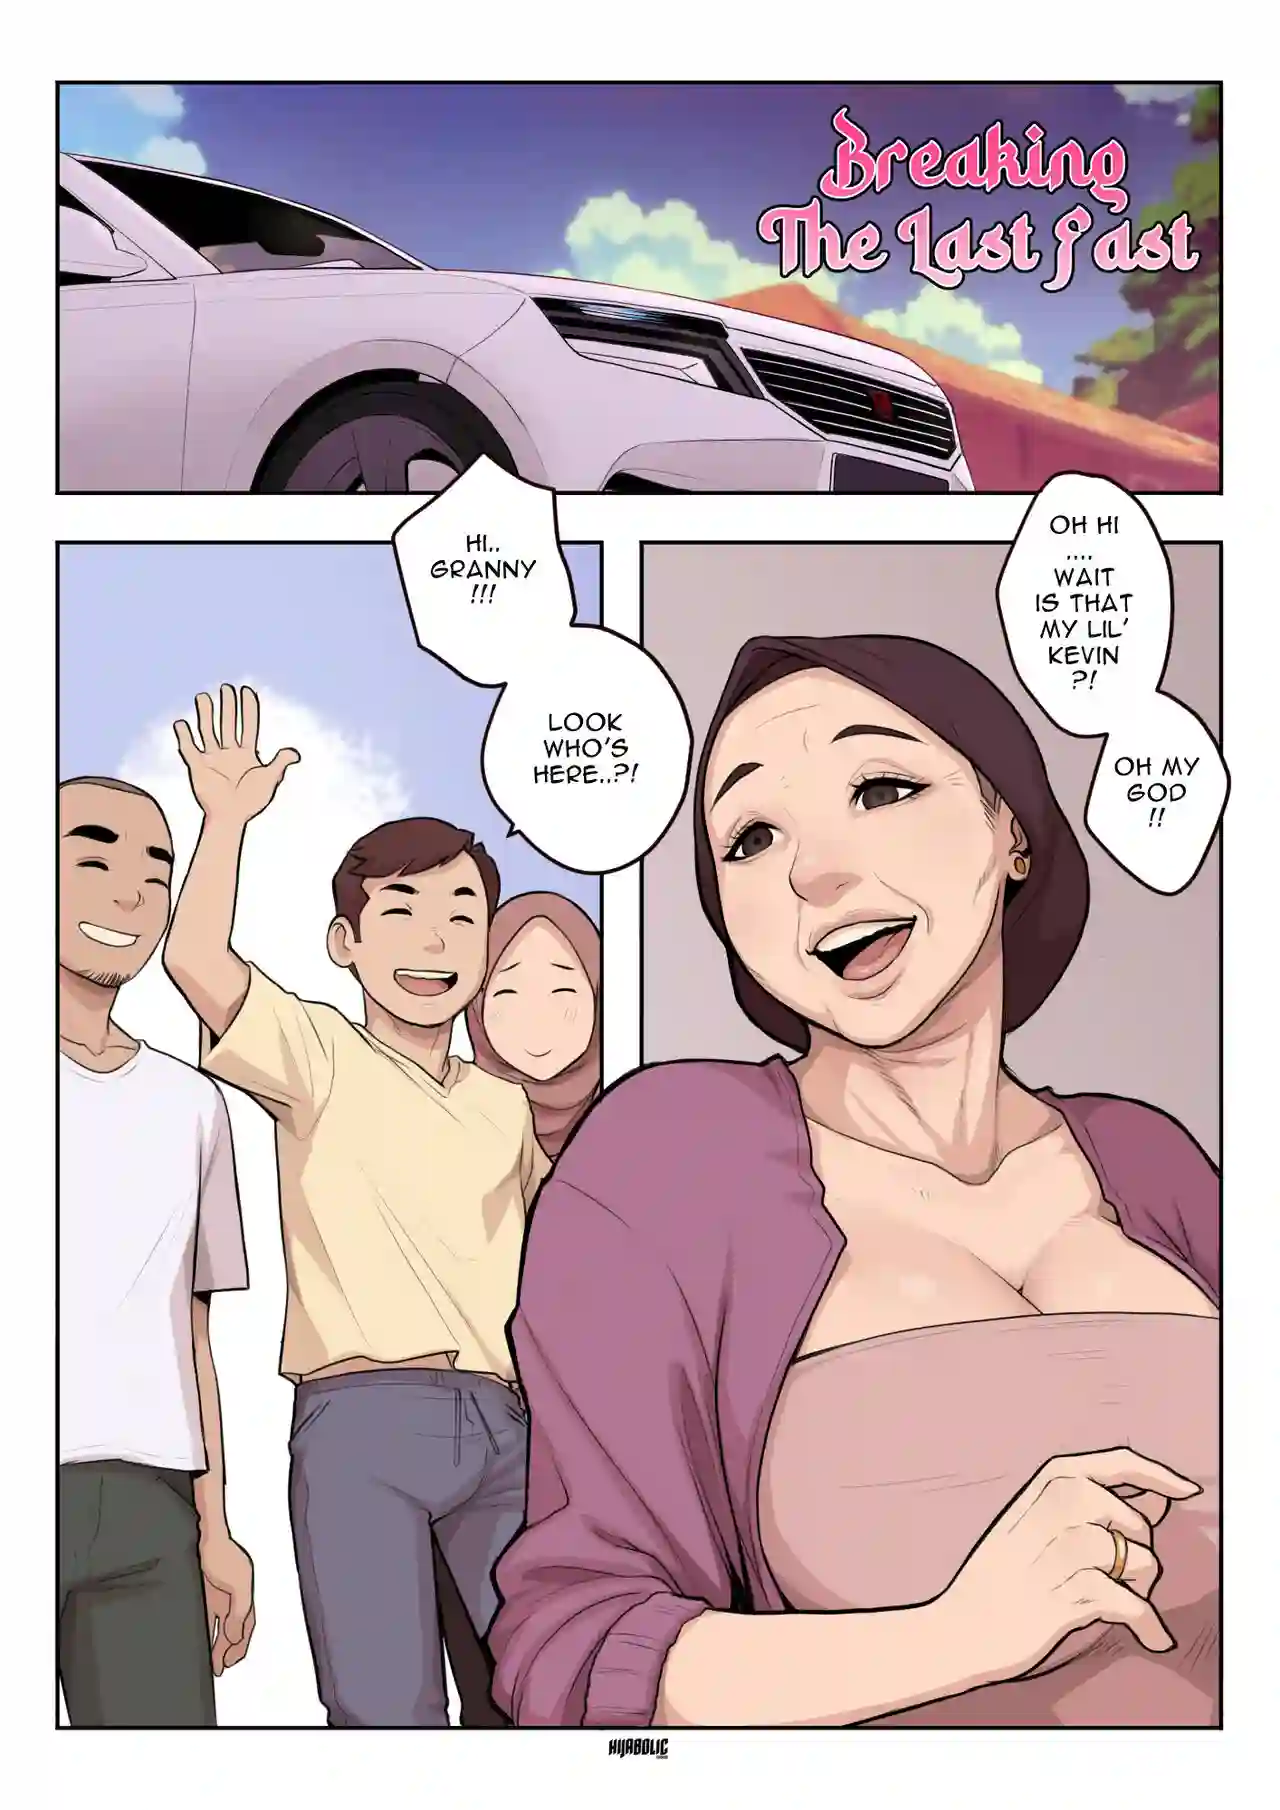 Breaking
The Last Fast
HI..
GRANNY
!!!
LOOK
WHO'S
HERE..?!
OH HI
....
WAIT
IS THAT
MY LIL'
KEVIN
?!
OH MY
GOD
!!
HIJABOLIC